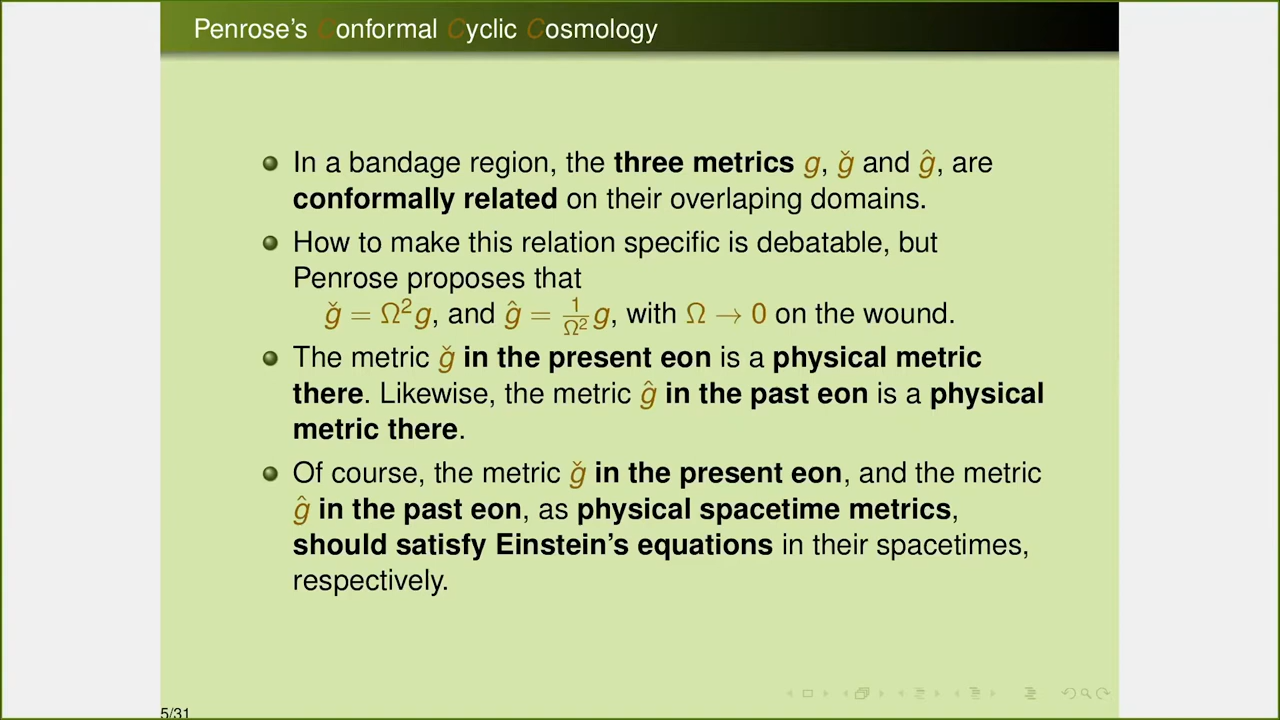 Penrose's Conformal Cyclic Cosmology
In a bandage region, the three metrics g, ǧ and ĝ, are
conformally related on their overlaping domains.
How to make this relation specific is debatable, but
Penrose proposes that
ǧ = Ω²g, and ĝ = 1/Ω² g, with Ω → 0 on the wound.
The metric ǧ in the present eon is a physical metric
there. Likewise, the metric ĝ in the past eon is a physical
metric there.
Of course, the metric ǧ in the present eon, and the metric
ĝ in the past eon, as physical spacetime metrics,
should satisfy Einstein's equations in their spacetimes,
respectively.
5/31